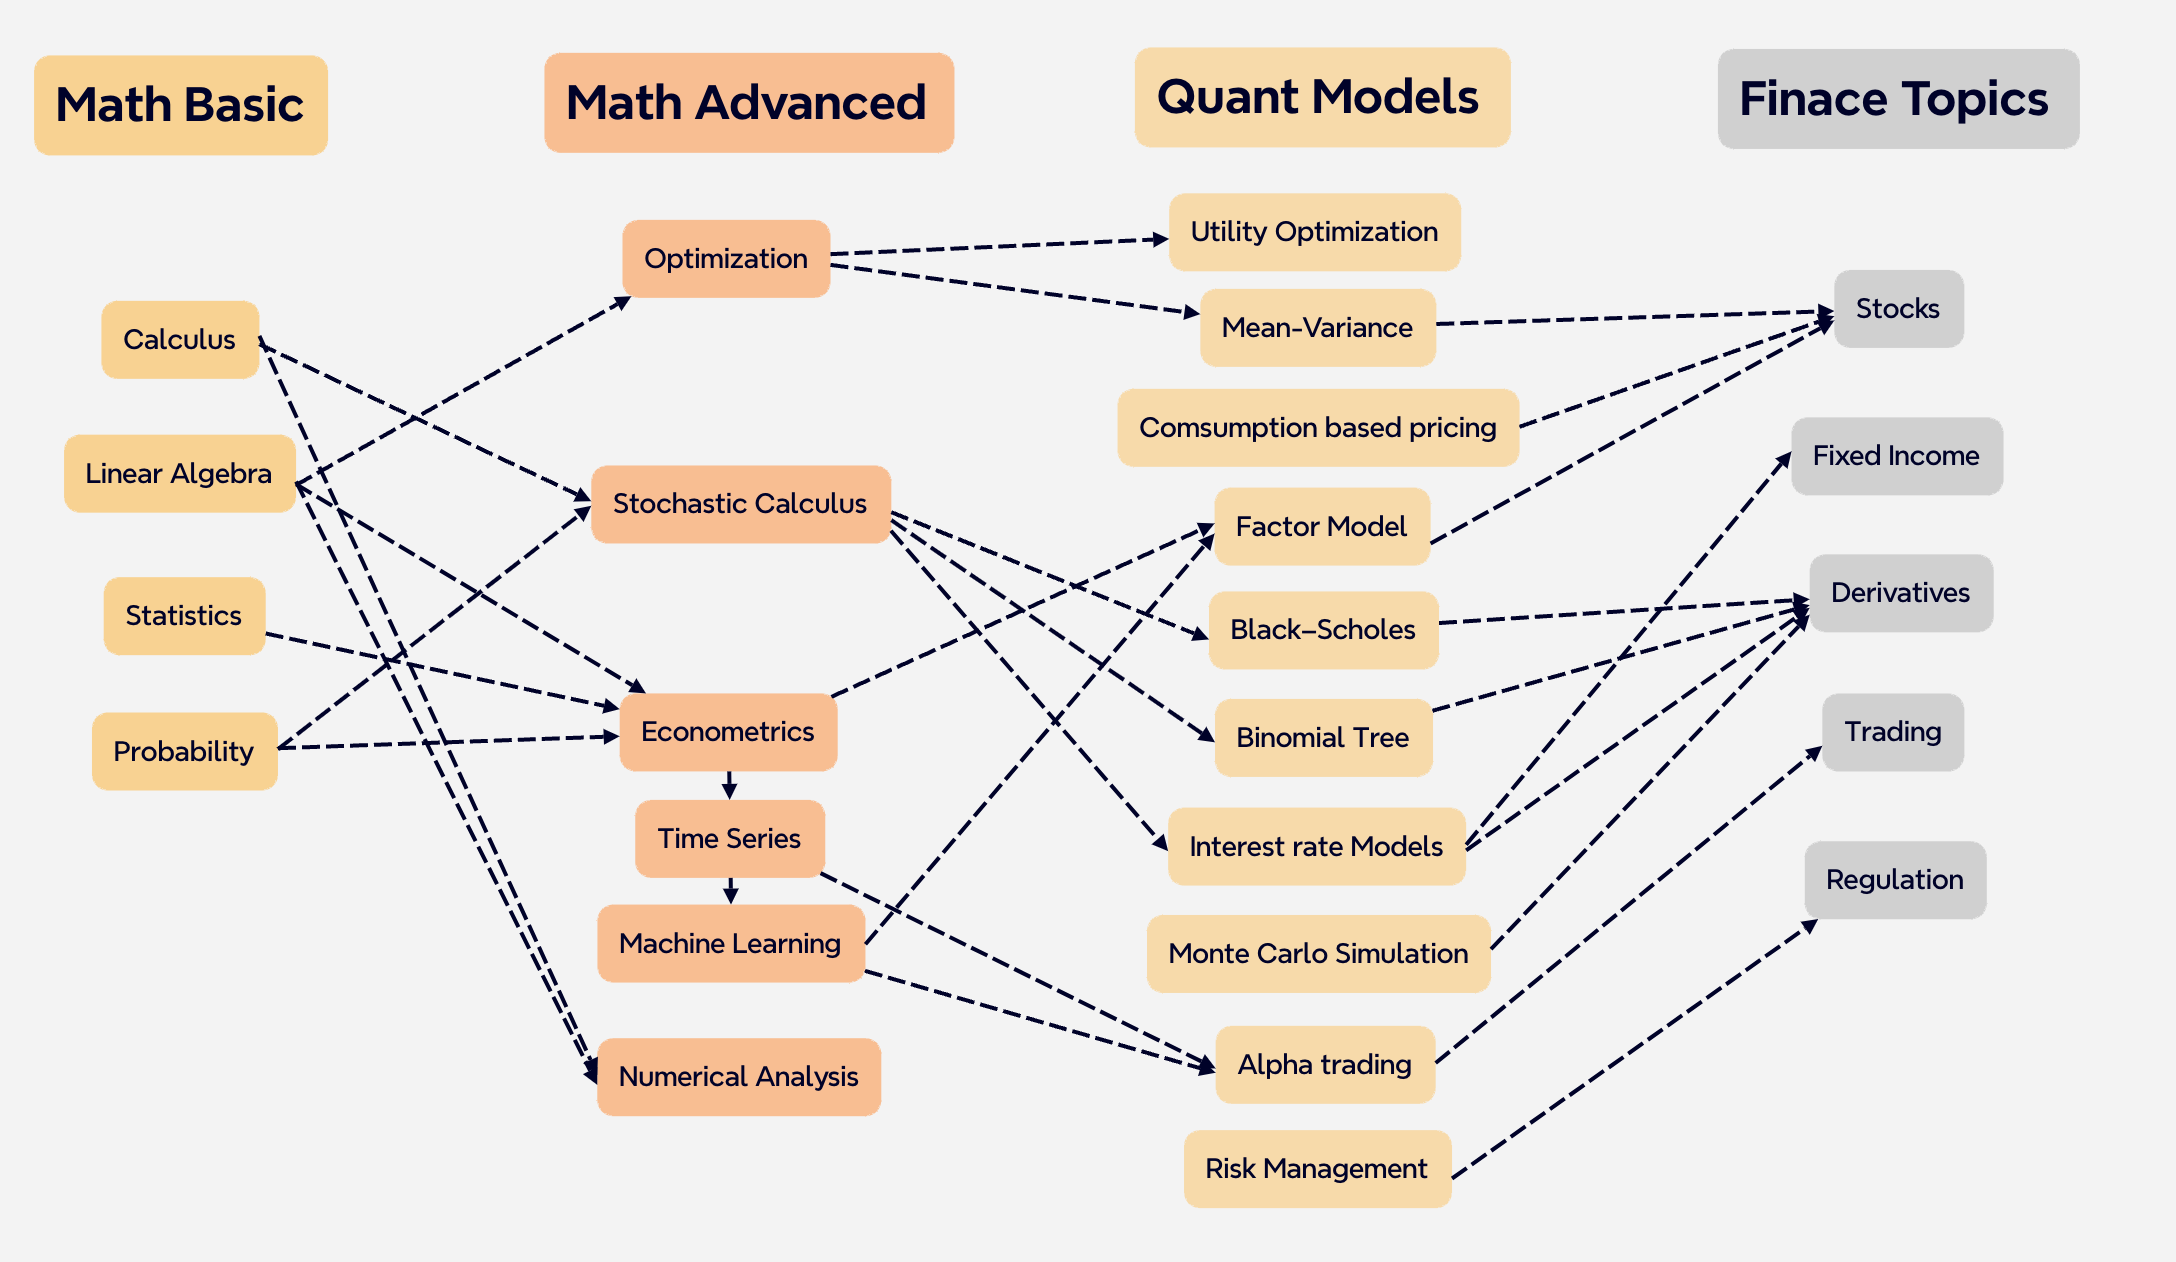 Math Basic
Math Advanced
Quant Models
Finace Topics
Calculus
Linear Algebra
Statistics
Probability
Optimization
Stochastic Calculus
Econometrics
Time Series
Machine Learning
Numerical Analysis
Utility Optimization
Mean-Variance
Comsumption based pricing
Factor Model
Black–Scholes
Binomial Tree
Interest rate Models
Monte Carlo Simulation
Alpha trading
Risk Management
Stocks
Fixed Income
Derivatives
Trading
Regulation